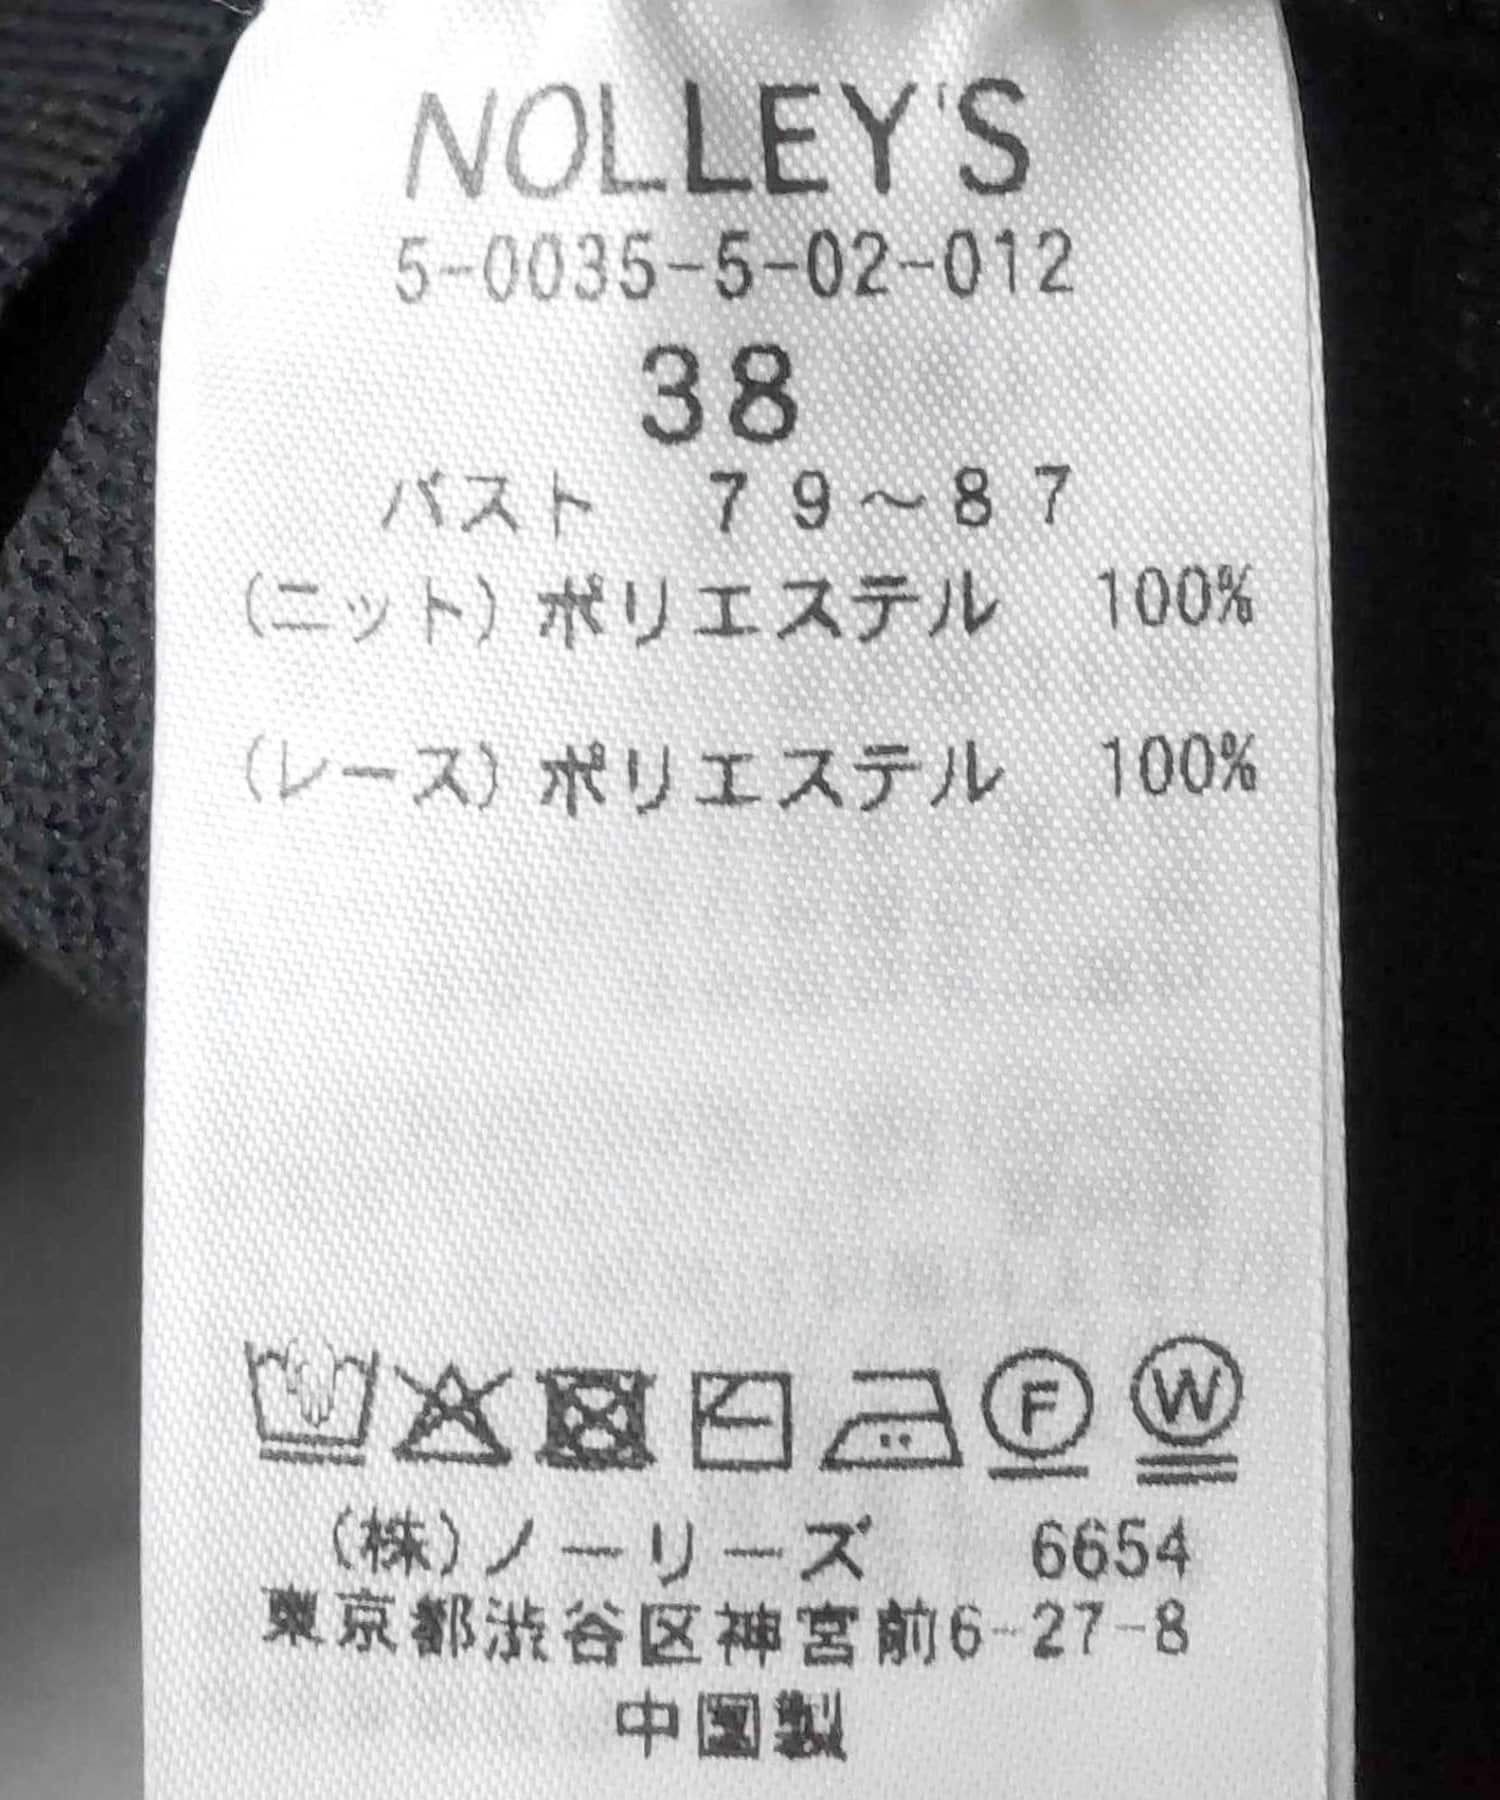 NOLLEY'S
5-0035-5-02-012
38
バスト　79～87
(ニット)ポリエステル　100%
(レース)ポリエステル　100%
F W
(株)ノーリーズ　6654
東京都渋谷区神宮前6-27-8
中国製